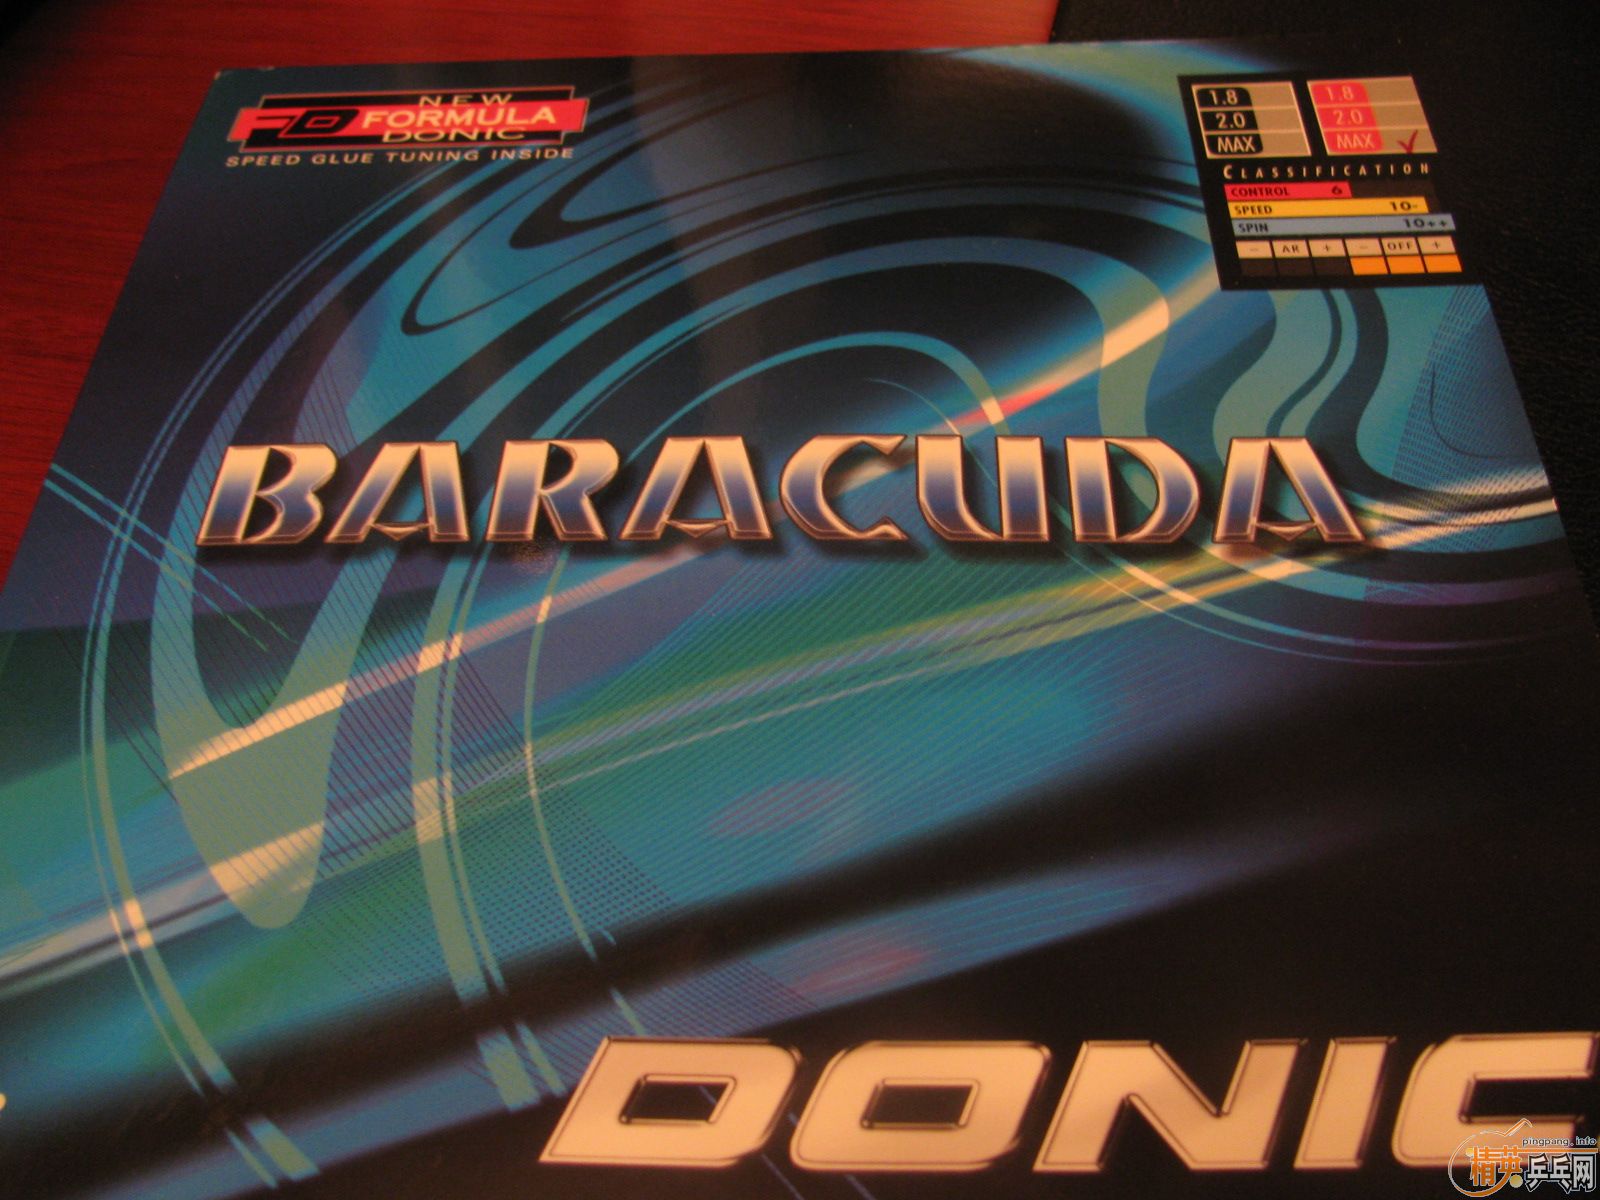 NEW
FORMULA
DONIC
SPEED GLUE TUNING INSIDE
1.8
2.0
MAX
1.8
2.0
MAX
CLASSIFICATION
CONTROL 6
SPEED 10-
SPIN 10++
- AR + - OFF +
BARACUDA
DONIC
pingpang.info
精英乒乓网